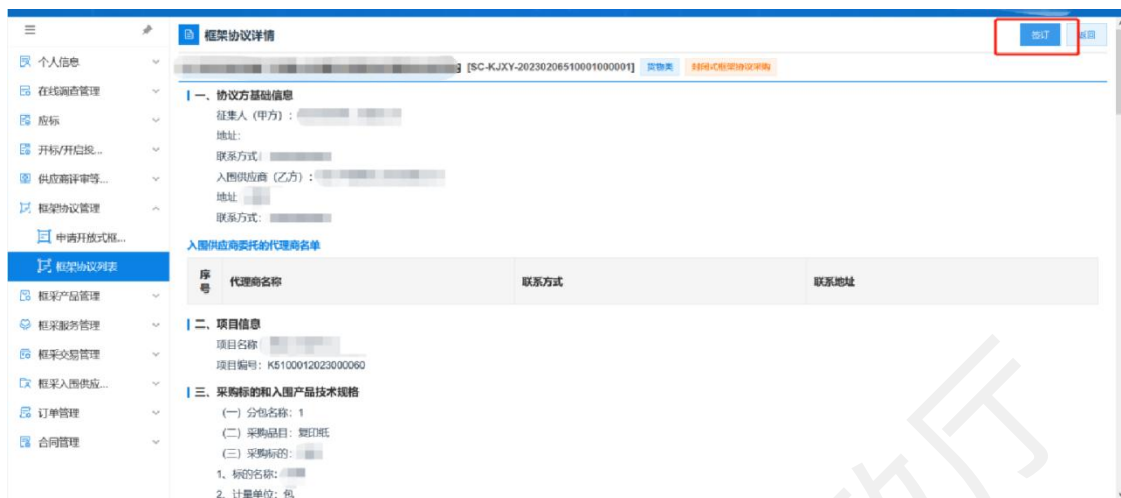 框架协议详情
签订
返回
[SC-KJXY-20230206510001000001] 货物类 封闭式框架协议采购
个人信息
在线调查管理
应标
开标/开启投...
供应商评审等...
框架协议管理
申请开放式框...
框架协议列表
框采产品管理
框采服务管理
框采交易管理
框采入围供应...
订单管理
合同管理
一、协议方基础信息
征集人（甲方）：
地址：
联系方式：
入围供应商（乙方）：
地址
联系方式：
入围供应商委托的代理商名单
序号 代理商名称 联系方式 联系地址
二、项目信息
项目名称
项目编号：K5100012023000060
三、采购标的和入围产品技术规格
（一）分包名称：1
（二）采购品目：复印纸
（三）采购标的：
1、标的名称：
2、计量单位：包
厅